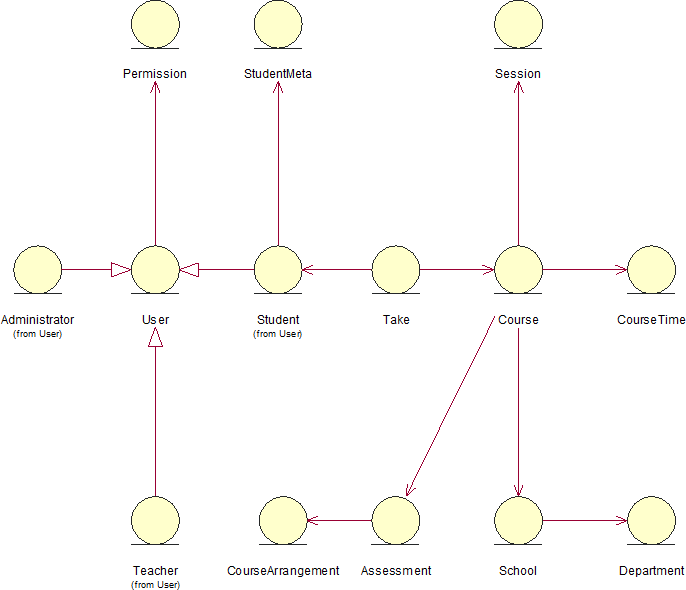 Permission
StudentMeta
Session
Administrator
(from User)
User
Student
(from User)
Take
Course
CourseTime
Teacher
(from User)
CourseArrangement
Assessment
School
Department